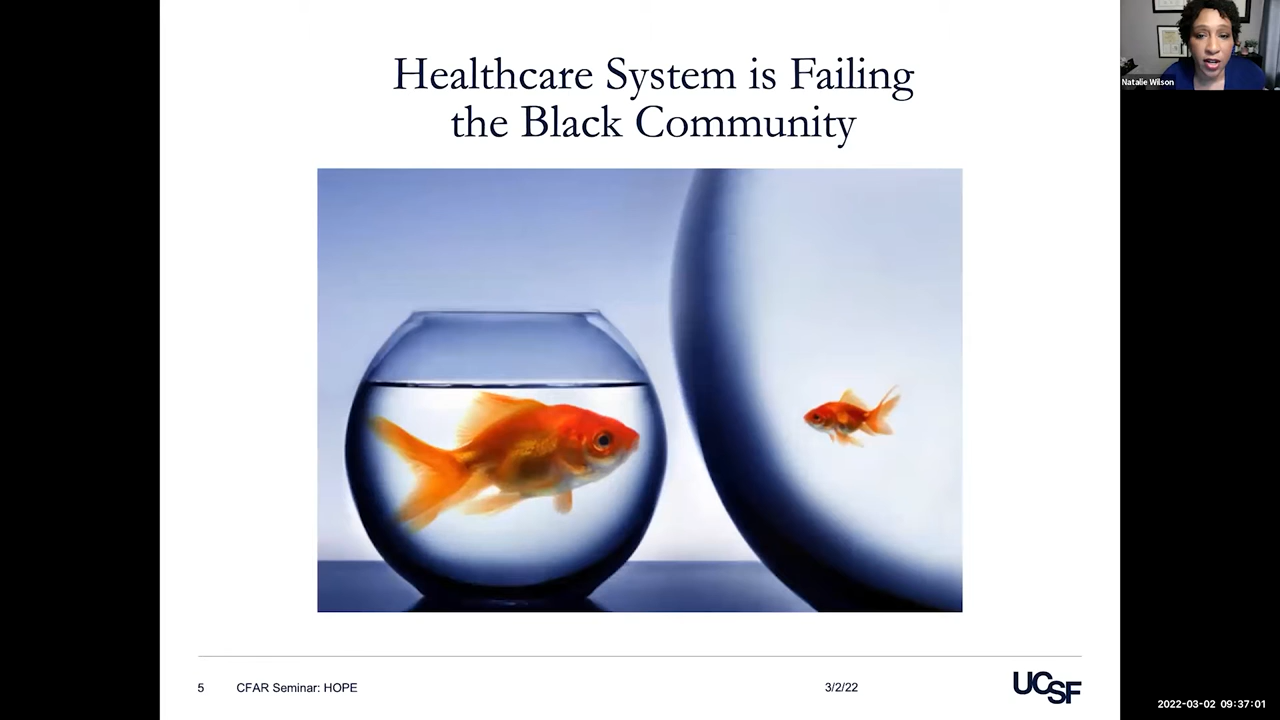 Healthcare System is Failing
the Black Community
Natalie Wilson
5 CFAR Seminar: HOPE 3/2/22 UCSF
2022-03-02 09:37:01